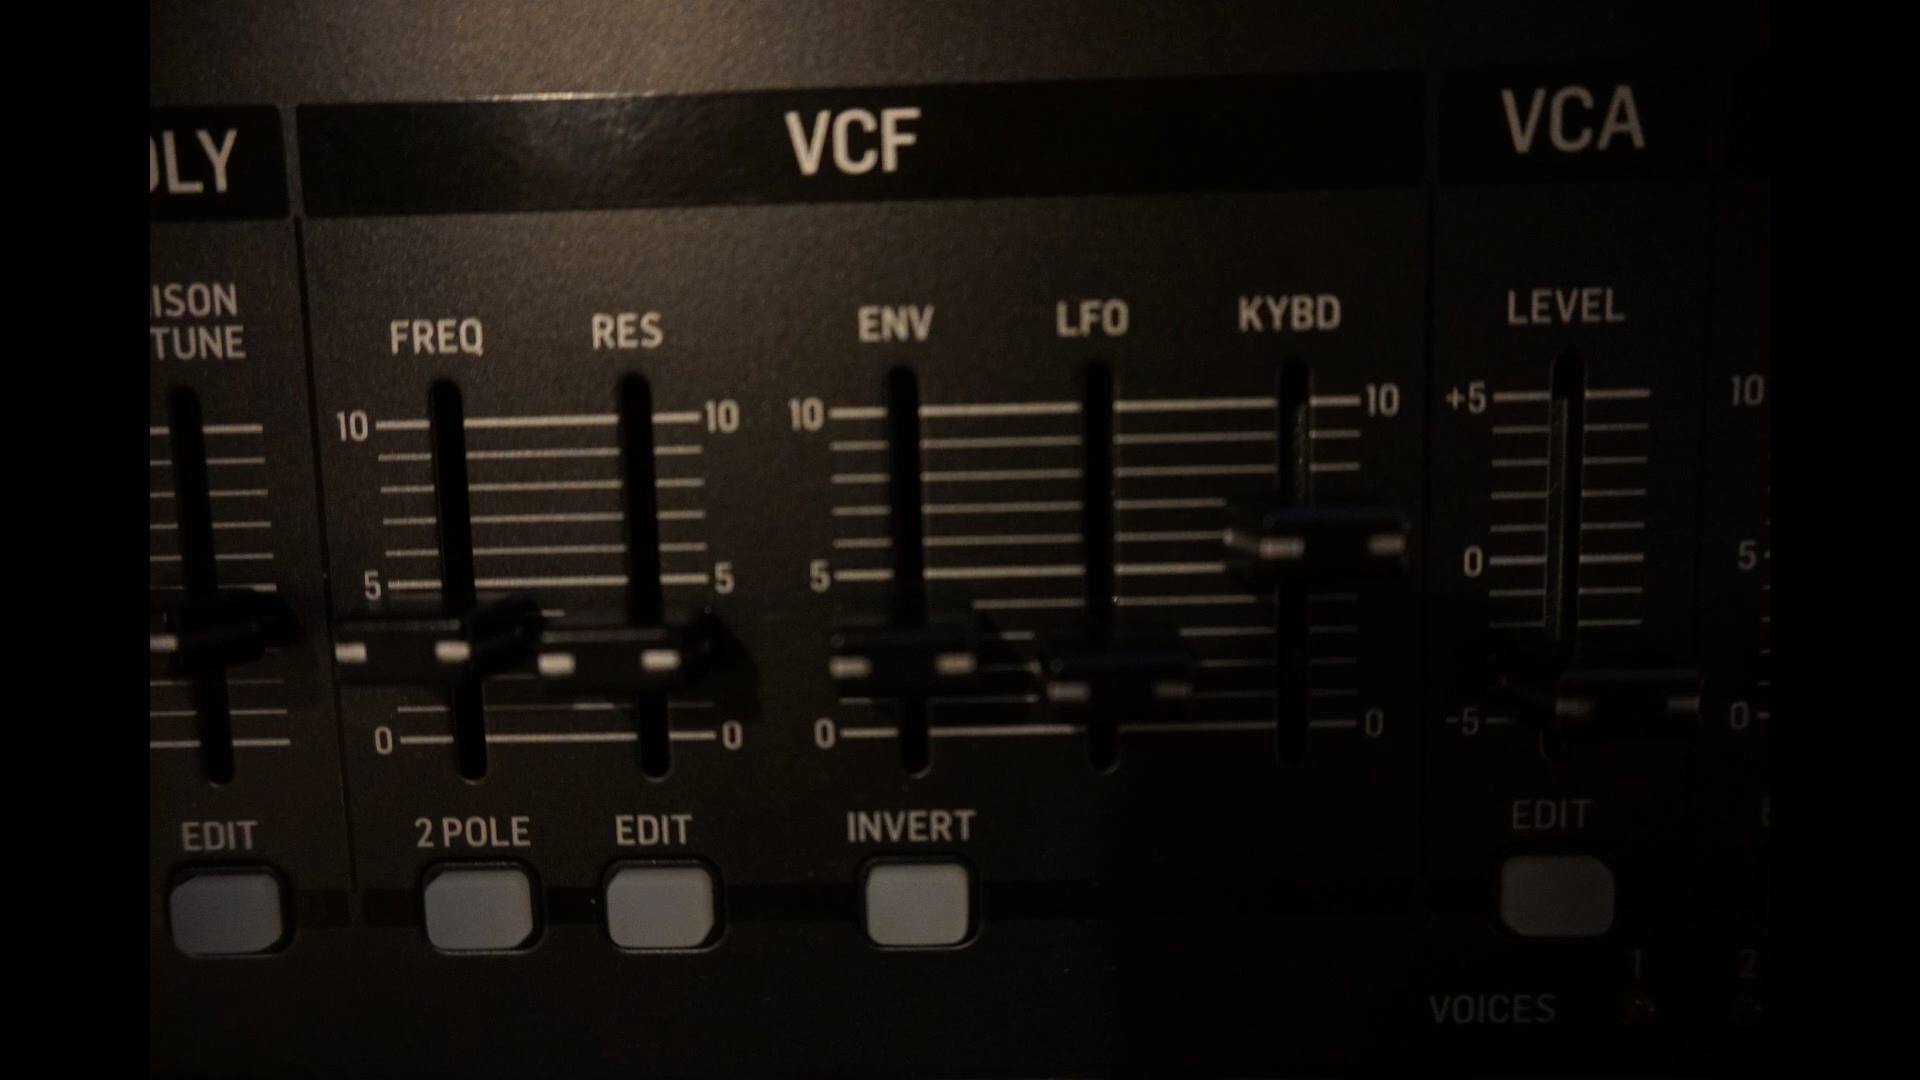 OLY
VCF
VCA
ISON
TUNE
FREQ
RES
ENV
LFO
KYBD
LEVEL
10
10
10
10
+5
10
5
5
5
0
5
0
0
0
0
-5
0
EDIT
2 POLE
EDIT
INVERT
EDIT
1
2
VOICES